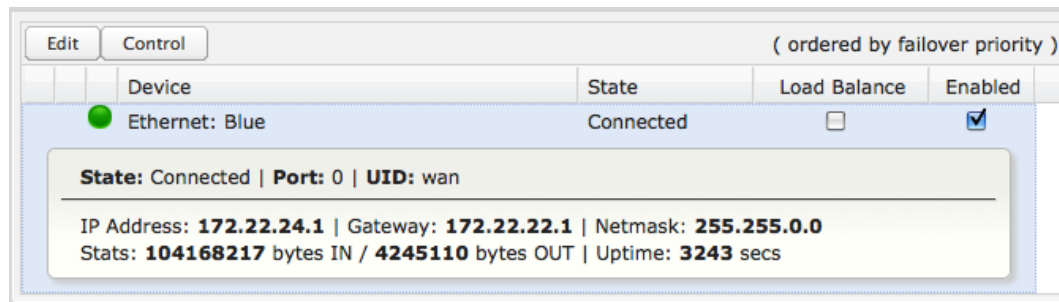 Edit Control ( ordered by failover priority )
Device State Load Balance Enabled
Ethernet: Blue Connected
State: Connected | Port: 0 | UID: wan
IP Address: 172.22.24.1 | Gateway: 172.22.22.1 | Netmask: 255.255.0.0
Stats: 104168217 bytes IN / 4245110 bytes OUT | Uptime: 3243 secs